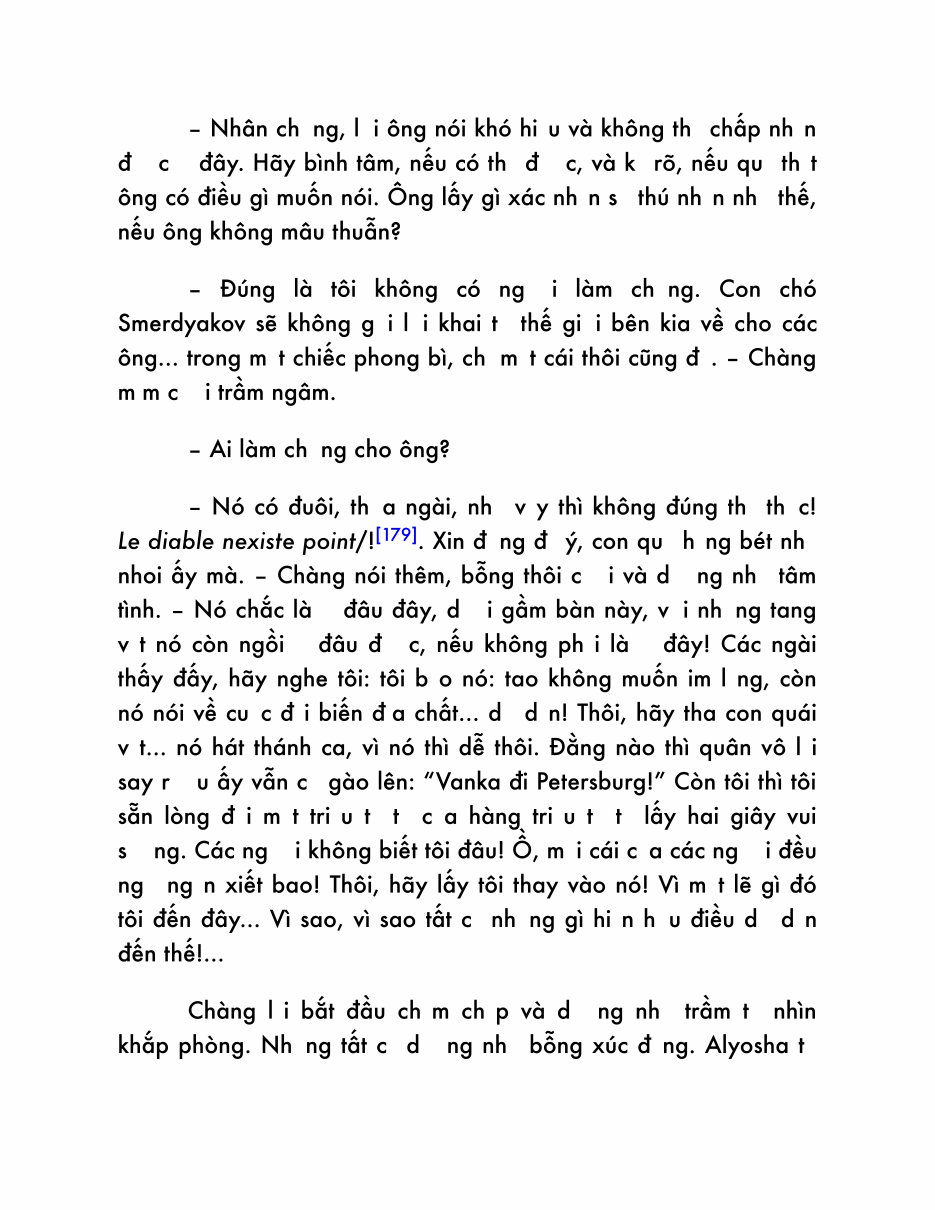 – Nhân ch ng, l i ông nói khó hi u và không th chấp nh n
đ c đây. Hãy bình tâm, nếu có th đ c, và k rõ, nếu qu th t
ông có điều gì muốn nói. Ông lấy gì xác nh n s thú nh n nh thế,
nếu ông không mâu thuẫn?
– Đúng là tôi không có ng i làm ch ng. Con chó
Smerdyakov sẽ không g i l i khai t thế gi i bên kia về cho các
ông... trong m t chiếc phong bì, ch m t cái thôi cũng đ . – Chàng
m m c i trầm ngâm.
– Ai làm ch ng cho ông?
– Nó có đuôi, th a ngài, nh v y thì không đúng th th c!
Le diable nexiste point/![179]. Xin đ ng đ ý, con qu h ng bét nh
nhoi ấy mà. – Chàng nói thêm, bỗng thôi c i và d ng nh tâm
tình. – Nó chắc là đâu đây, d i gầm bàn này, v i nh ng tang
v t nó còn ngồi đâu đ c, nếu không ph i là đây! Các ngài
thấy đấy, hãy nghe tôi: tôi b o nó: tao không muốn im l ng, còn
nó nói về cu c đ i biến đ a chất... d d n! Thôi, hãy tha con quái
v t... nó hát thánh ca, vì nó thì dễ thôi. Đằng nào thì quân vô l i
say r u ấy vẫn c gào lên: “Vanka đi Petersburg!” Còn tôi thì tôi
sẵn lòng đ i m t tri u t t c a hàng tri u t t lấy hai giây vui
s ng. Các ng i không biết tôi đâu! Ồ, m i cái c a các ng i đều
ng ng n xiết bao! Thôi, hãy lấy tôi thay vào nó! Vì m t lẽ gì đó
tôi đến đây... Vì sao, vì sao tất c nh ng gì hi n h u điều d d n
đến thế!...
Chàng l i bắt đầu ch m ch p và d ng nh trầm t nhìn
khắp phòng. Nh ng tất c d ng nh bỗng xúc đ ng. Alyosha t